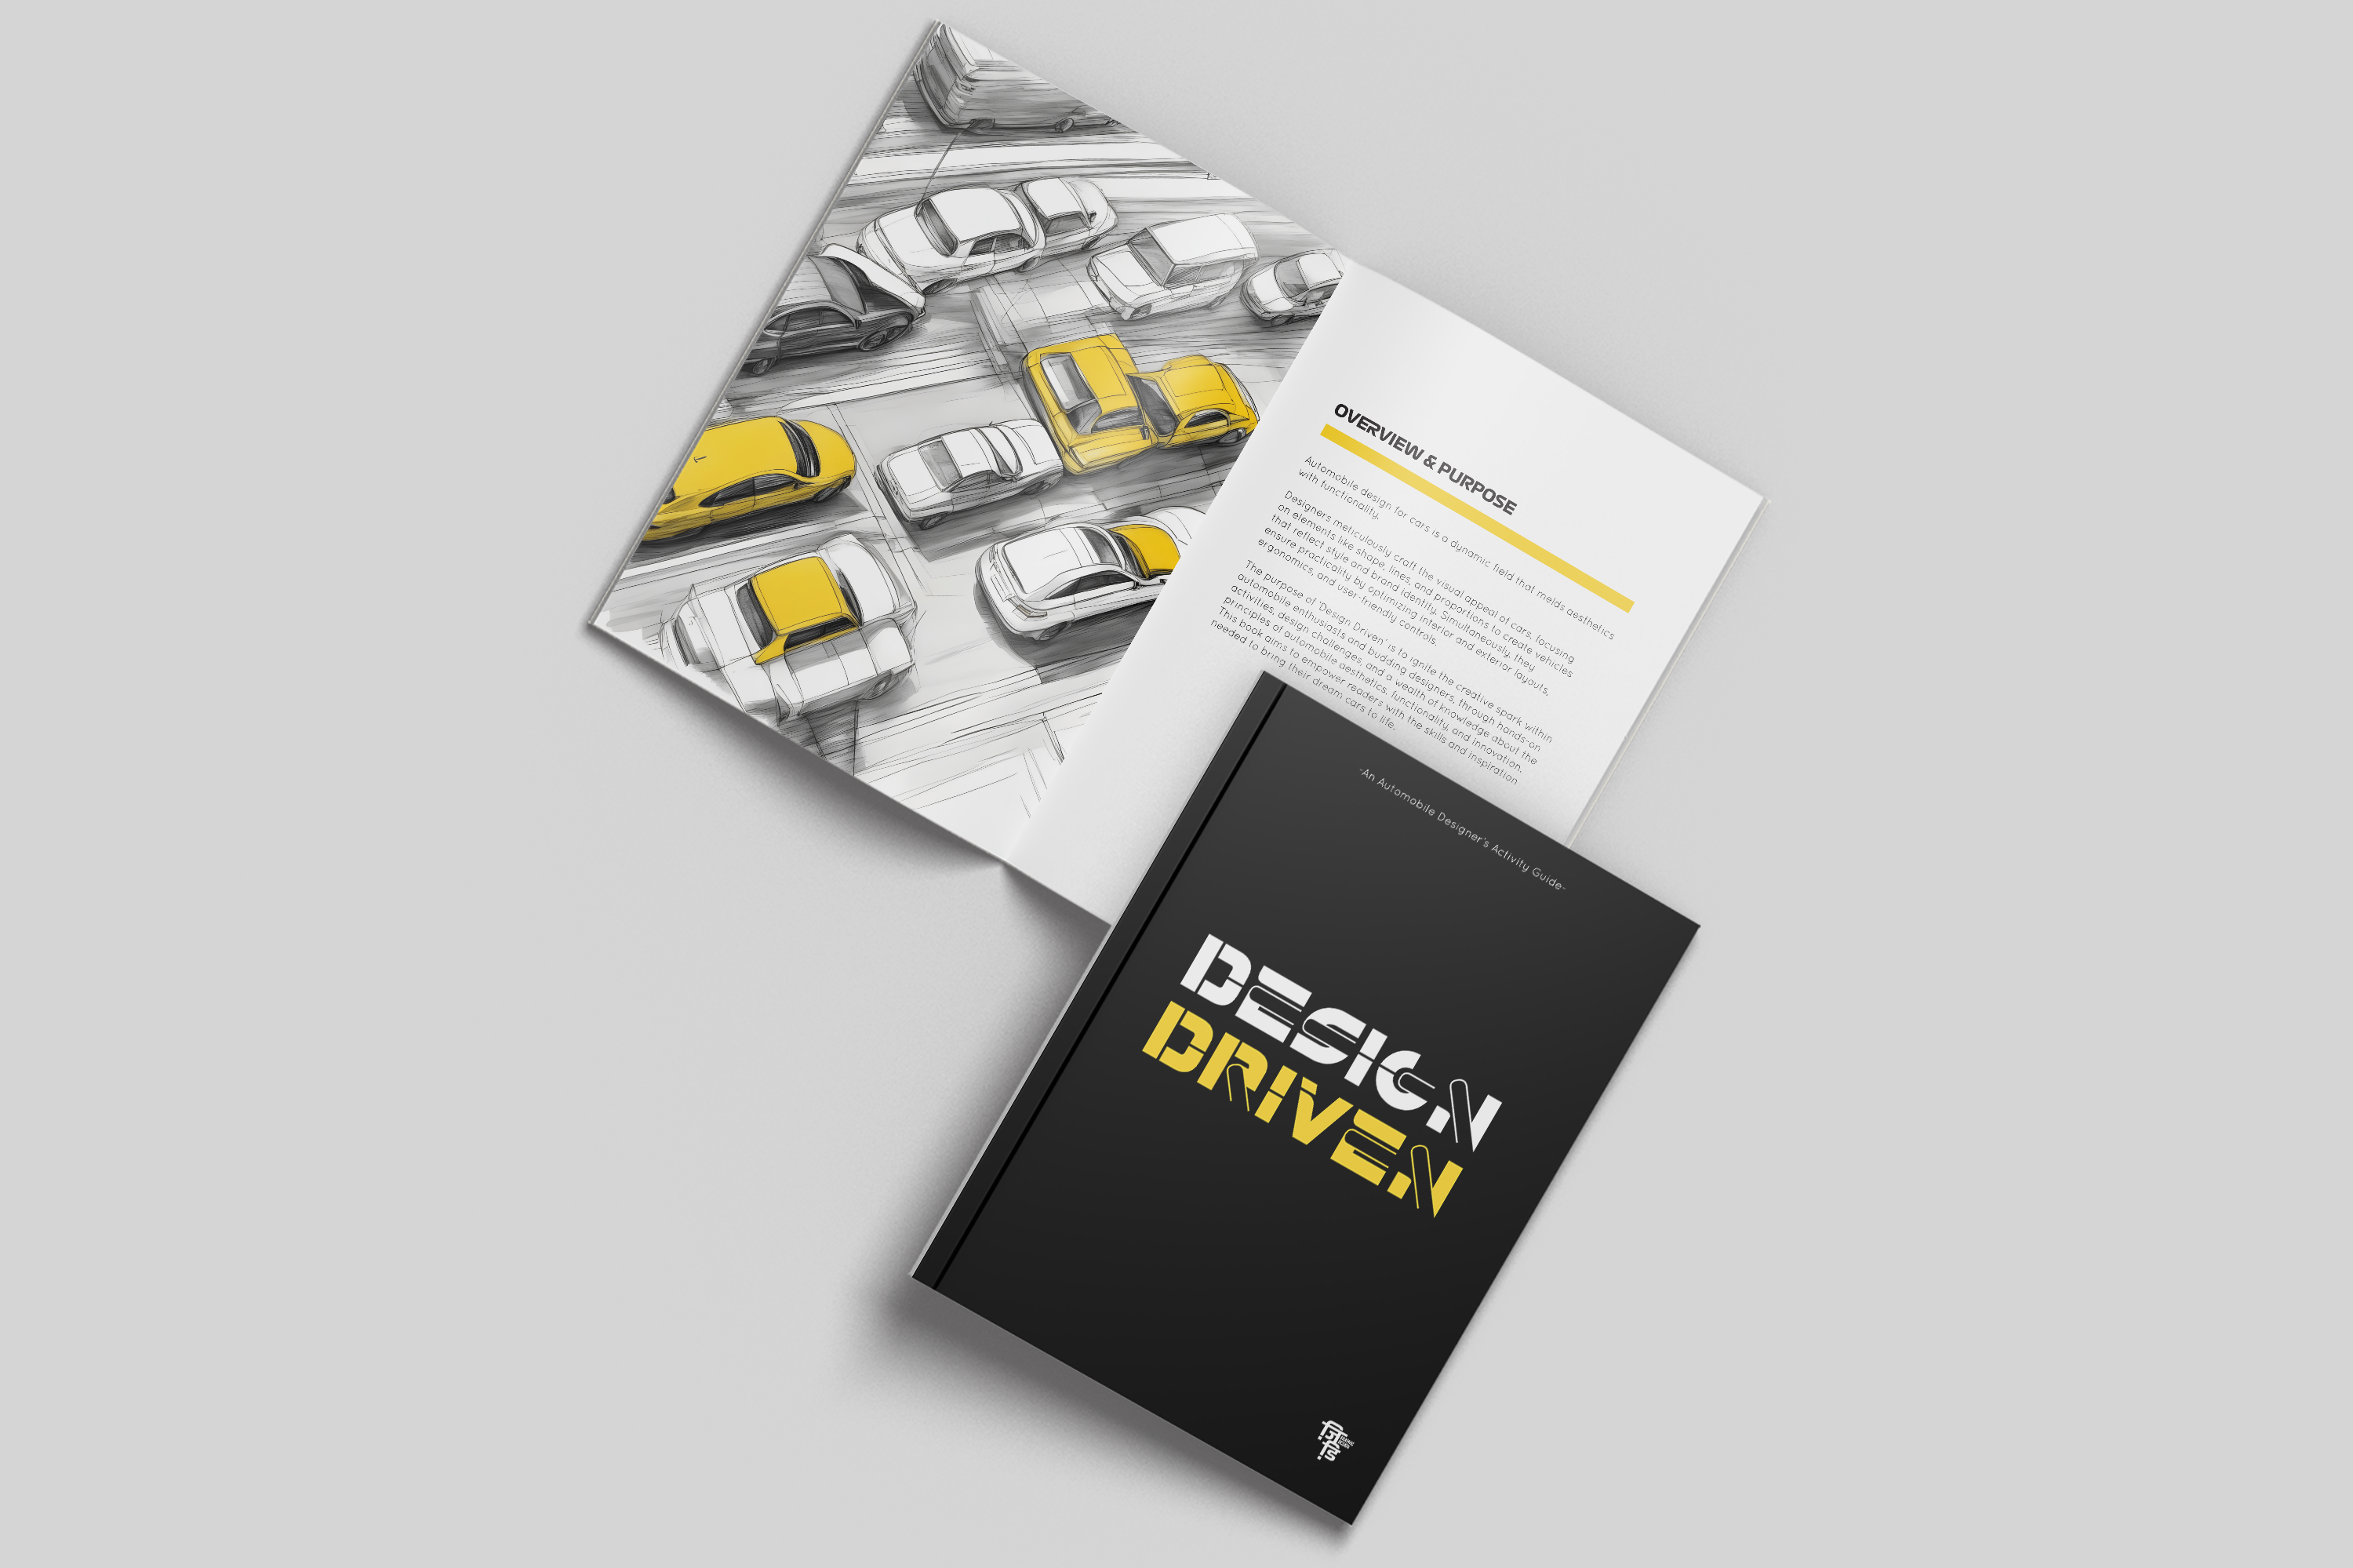 OVERVIEW & PURPOSE
Automobile design for cars is a dynamic field that melds aesthetics
with functionality.
Designers meticulously craft the visual appeal of cars, focusing
on elements like shape, lines, and proportions to create vehicles
that reflect style and brand identity. Simultaneously, they
ensure practicality by optimizing interior and exterior layouts,
ergonomics, and user-friendly controls.
The purpose of 'Design Driven' is to ignite the creative spark within
automobile enthusiasts and budding designers, through hands-on
activities, design challenges, and a wealth of knowledge about the
principles of automobile aesthetics, functionality, and innovation.
This book aims to empower readers with the skills and inspiration
needed to bring their dream cars to life.
-An Automobile Designer's Activity Guide-
DESIGN
DRIVEN